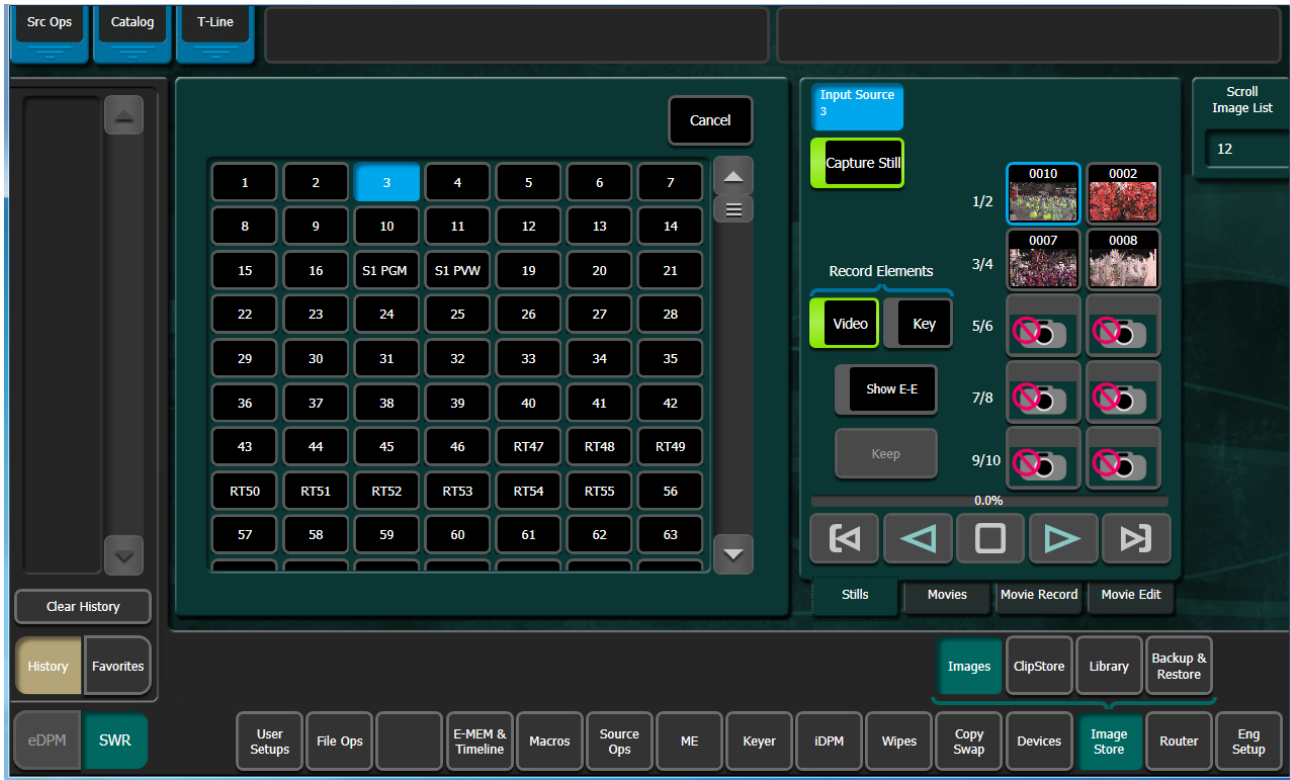 Src Ops Catalog T-Line
Cancel
1 2 3 4 5 6 7
8 9 10 11 12 13 14
15 16 S1 PGM S1 PVW 19 20 21
22 23 24 25 26 27 28
29 30 31 32 33 34 35
36 37 38 39 40 41 42
43 44 45 46 RT47 RT48 RT49
RT50 RT51 RT52 RT53 RT54 RT55 56
57 58 59 60 61 62 63
Input Source
3
Capture Still
Record Elements
Video Key
Show E-E
Keep
0010 0002
1/2
0007 0008
3/4
5/6
7/8
9/10
0.0%
Stills Movies Movie Record Movie Edit
Scroll
Image List
12
Clear History
History Favorites
Images ClipStore Library Backup &
Restore
eDPM SWR
User
Setups
File Ops
E-MEM &
Timeline
Macros
Source
Ops
ME
Keyer
iDPM
Wipes
Copy
Swap
Devices
Image
Store
Router
Eng
Setup